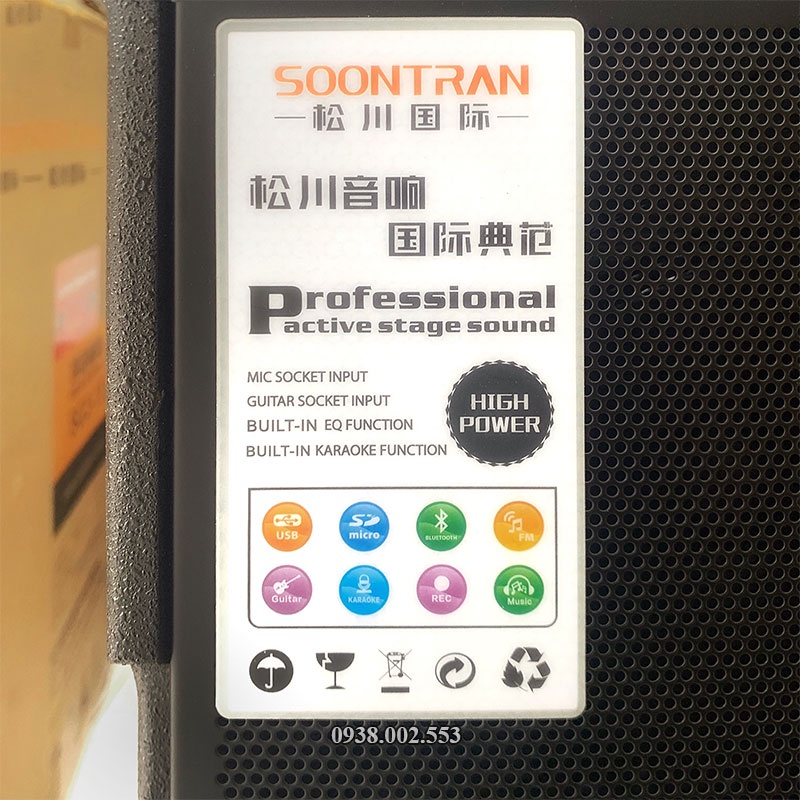 SOONTRAN
松川国际
松川音响
国际典范
Professional
active stage sound
MIC SOCKET INPUT
GUITAR SOCKET INPUT
BUILT-IN EQ FUNCTION
BUILT-IN KARAOKE FUNCTION
HIGH
POWER
USB
micro
BLUETOOTH
FM
Guitar
KARAOKE
REC
Music
0938.002.553